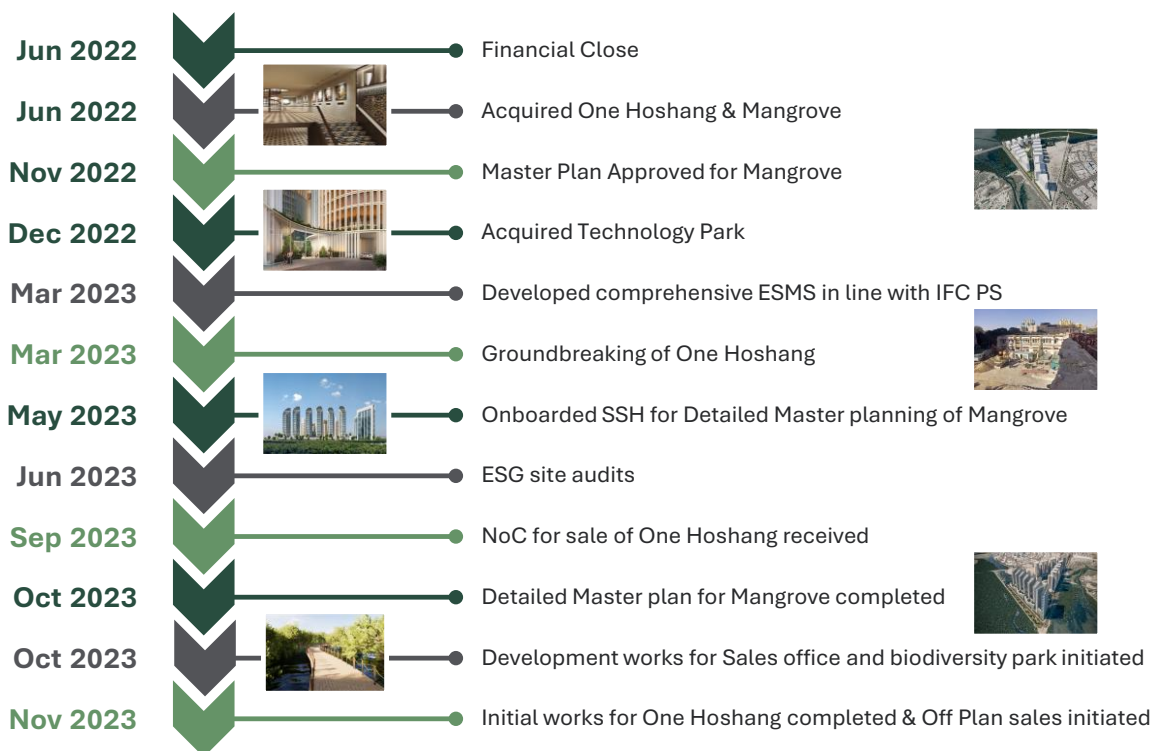 Jun 2022 Financial Close
Jun 2022 Acquired One Hoshang & Mangrove
Nov 2022 Master Plan Approved for Mangrove
Dec 2022 Acquired Technology Park
Mar 2023 Developed comprehensive ESMS in line with IFC PS
Mar 2023 Groundbreaking of One Hoshang
May 2023 Onboarded SSH for Detailed Master planning of Mangrove
Jun 2023 ESG site audits
Sep 2023 NoC for sale of One Hoshang received
Oct 2023 Detailed Master plan for Mangrove completed
Oct 2023 Development works for Sales office and biodiversity park initiated
Nov 2023 Initial works for One Hoshang completed & Off Plan sales initiated